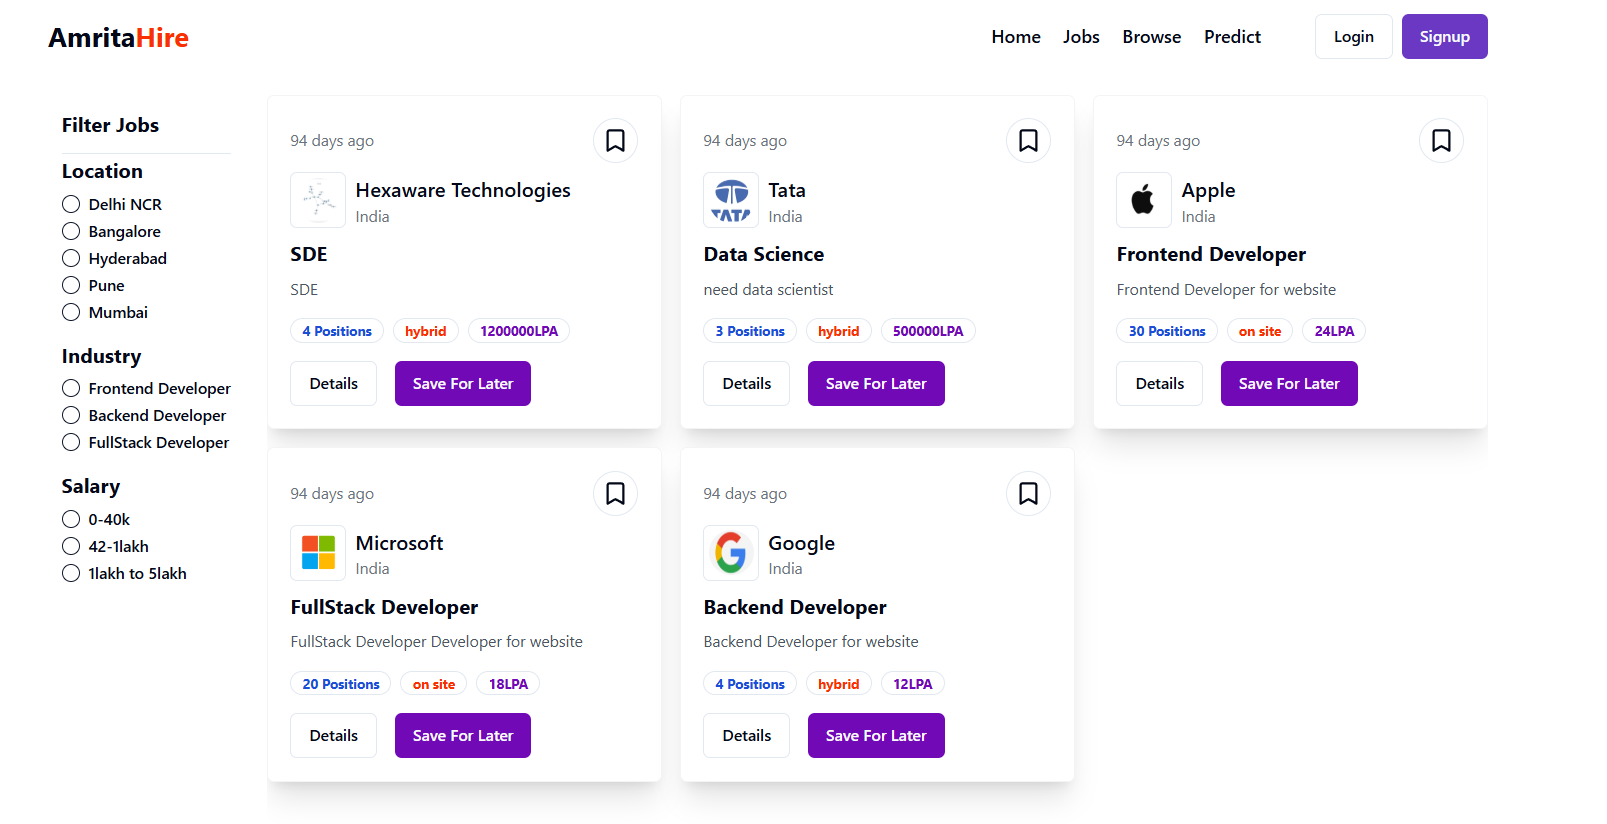 AmritaHire
Home Jobs Browse Predict Login Signup
Filter Jobs
Location
Delhi NCR
Bangalore
Hyderabad
Pune
Mumbai
Industry
Frontend Developer
Backend Developer
FullStack Developer
Salary
0-40k
42-1lakh
1lakh to 5lakh
94 days ago
Hexaware Technologies
India
SDE
SDE
4 Positions hybrid 1200000LPA
Details Save For Later
94 days ago
TATA
Tata
India
Data Science
need data scientist
3 Positions hybrid 500000LPA
Details Save For Later
94 days ago
Apple
India
Frontend Developer
Frontend Developer for website
30 Positions on site 24LPA
Details Save For Later
94 days ago
Microsoft
India
FullStack Developer
FullStack Developer Developer for website
20 Positions on site 18LPA
Details Save For Later
94 days ago
Google
India
Backend Developer
Backend Developer for website
4 Positions hybrid 12LPA
Details Save For Later